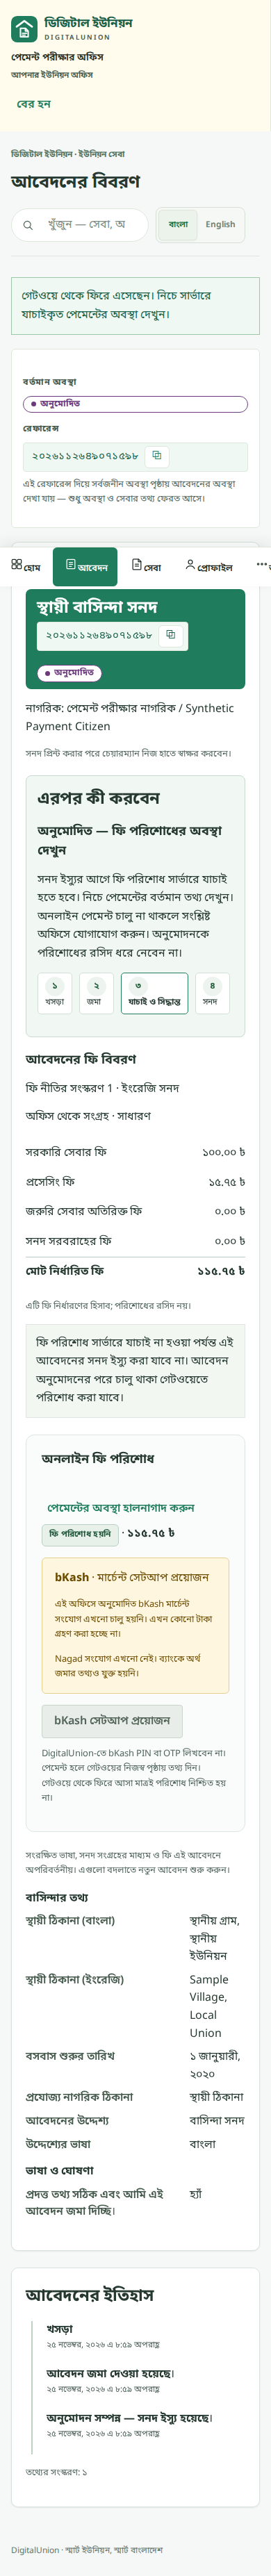 ডিজিটাল ইউনিয়ন
DIGITALUNION
পেমেন্ট পরীক্ষার অফিস
আপনার ইউনিয়ন অফিস
বের হন
ডিজিটাল ইউনিয়ন · ইউনিয়ন সেবা
আবেদনের বিবরণ
খুঁজুন — সেবা, অ
বাংলা English
গেটওয়ে থেকে ফিরে এসেছেন। নিচে সার্ভারে
যাচাইকৃত পেমেন্টের অবস্থা দেখুন।
বর্তমান অবস্থা
অনুমোদিত
রেফারেন্স
২০২৬১১২৬৪৯০৭১৫৯৮
এই রেফারেন্স দিয়ে সর্বজনীন অবস্থা পৃষ্ঠায় আবেদনের অবস্থা
দেখা যায় — শুধু অবস্থা ও সেবার তথ্য ফেরত আসে।
হোম আবেদন সেবা প্রোফাইল
স্থায়ী বাসিন্দা সনদ
২০২৬১১২৬৪৯০৭১৫৯৮
অনুমোদিত
নাগরিক: পেমেন্ট পরীক্ষার নাগরিক / Synthetic
Payment Citizen
সনদ প্রিন্ট করার পরে চেয়ারম্যান নিজ হাতে স্বাক্ষর করবেন।
এরপর কী করবেন
অনুমোদিত — ফি পরিশোধের অবস্থা
দেখুন
সনদ ইস্যুর আগে ফি পরিশোধ সার্ভারে যাচাই
হতে হবে। নিচে পেমেন্টের বর্তমান তথ্য দেখুন।
অনলাইন পেমেন্ট চালু না থাকলে সংশ্লিষ্ট
অফিসে যোগাযোগ করুন। অনুমোদনকে
পরিশোধের রসিদ ধরে নেবেন না।
১ ২ ৩ ৪
খসড়া জমা যাচাই ও সিদ্ধান্ত সনদ
আবেদনের ফি বিবরণ
ফি নীতির সংস্করণ 1 · ইংরেজি সনদ
অফিস থেকে সংগ্রহ · সাধারণ
সরকারি সেবার ফি ১০০.০০ ৳
প্রসেসিং ফি ১৫.৭৫ ৳
জরুরি সেবার অতিরিক্ত ফি ০.০০ ৳
সনদ সরবরাহের ফি ০.০০ ৳
মোট নির্ধারিত ফি ১১৫.৭৫ ৳
এটি ফি নির্ধারণের হিসাব; পরিশোধের রসিদ নয়।
ফি পরিশোধ সার্ভারে যাচাই না হওয়া পর্যন্ত এই
আবেদনের সনদ ইস্যু করা যাবে না। আবেদন
অনুমোদনের পরে চালু থাকা গেটওয়েতে
পরিশোধ করা যাবে।
অনলাইন ফি পরিশোধ
পেমেন্টের অবস্থা হালনাগাদ করুন
ফি পরিশোধ হয়নি · ১১৫.৭৫ ৳
bKash · মার্চেন্ট সেটআপ প্রয়োজন
এই অফিসে অনুমোদিত bKash মার্চেন্ট
সংযোগ এখনো চালু হয়নি। এখন কোনো টাকা
গ্রহণ করা হচ্ছে না।
Nagad সংযোগ এখনো নেই। ব্যাংকে অর্থ
জমার তথ্যও যুক্ত হয়নি।
bKash সেটআপ প্রয়োজন
DigitalUnion-তে bKash PIN বা OTP লিখবেন না।
পেমেন্ট হলে গেটওয়ের নিজস্ব পৃষ্ঠায় তথ্য দিন।
গেটওয়ে থেকে ফিরে আসা মাত্রই পরিশোধ নিশ্চিত হয়
না।
সংরক্ষিত ভাষা, সনদ সংগ্রহের মাধ্যম ও ফি এই আবেদনে
অপরিবর্তনীয়। এগুলো বদলাতে নতুন আবেদন শুরু করুন।
বাসিন্দার তথ্য
স্থায়ী ঠিকানা (বাংলা) স্থানীয় গ্রাম,
স্থানীয়
ইউনিয়ন
স্থায়ী ঠিকানা (ইংরেজি) Sample
Village,
Local
Union
বসবাস শুরুর তারিখ ১ জানুয়ারী,
২০২০
প্রযোজ্য নাগরিক ঠিকানা স্থায়ী ঠিকানা
আবেদনের উদ্দেশ্য বাসিন্দা সনদ
উদ্দেশ্যের ভাষা বাংলা
ভাষা ও ঘোষণা
প্রদত্ত তথ্য সঠিক এবং আমি এই হ্যাঁ
আবেদন জমা দিচ্ছি।
আবেদনের ইতিহাস
খসড়া
২৫ নভেম্বর, ২০২৬ এ ৮:৫৯ অপরাহ্ণ
আবেদন জমা দেওয়া হয়েছে।
২৫ নভেম্বর, ২০২৬ এ ৮:৫৯ অপরাহ্ণ
অনুমোদন সম্পন্ন — সনদ ইস্যু হয়েছে।
২৫ নভেম্বর, ২০২৬ এ ৮:৫৯ অপরাহ্ণ
তথ্যের সংস্করণ: ১
DigitalUnion · স্মার্ট ইউনিয়ন, স্মার্ট বাংলাদেশ